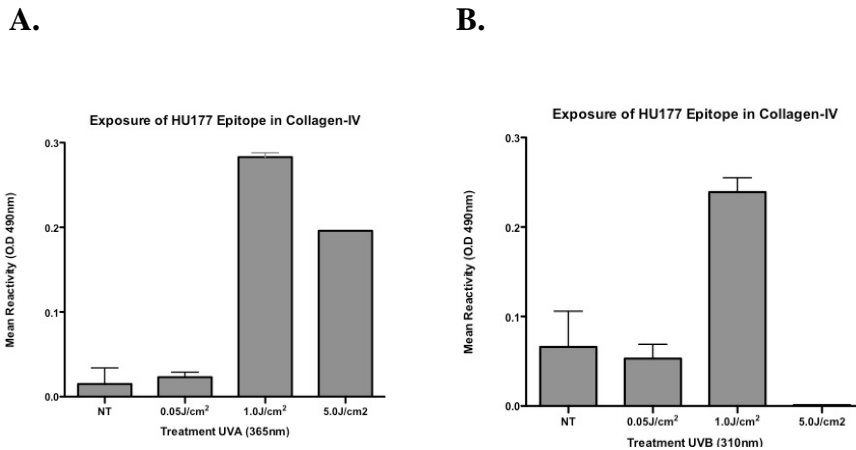 A.
Exposure of HU177 Epitope in Collagen-IV
Mean Reactivity (O.D 490nm)
0.3
0.2
0.1
0.0
NT
0.05J/cm²
1.0J/cm²
5.0J/cm2
Treatment UVA (365nm)
B.
Exposure of HU177 Epitope in Collagen-IV
Mean Reactivity (O.D 490nm)
0.3
0.2
0.1
0.0
NT
0.05J/cm²
1.0J/cm²
5.0J/cm2
Treatment UVB (310nm)